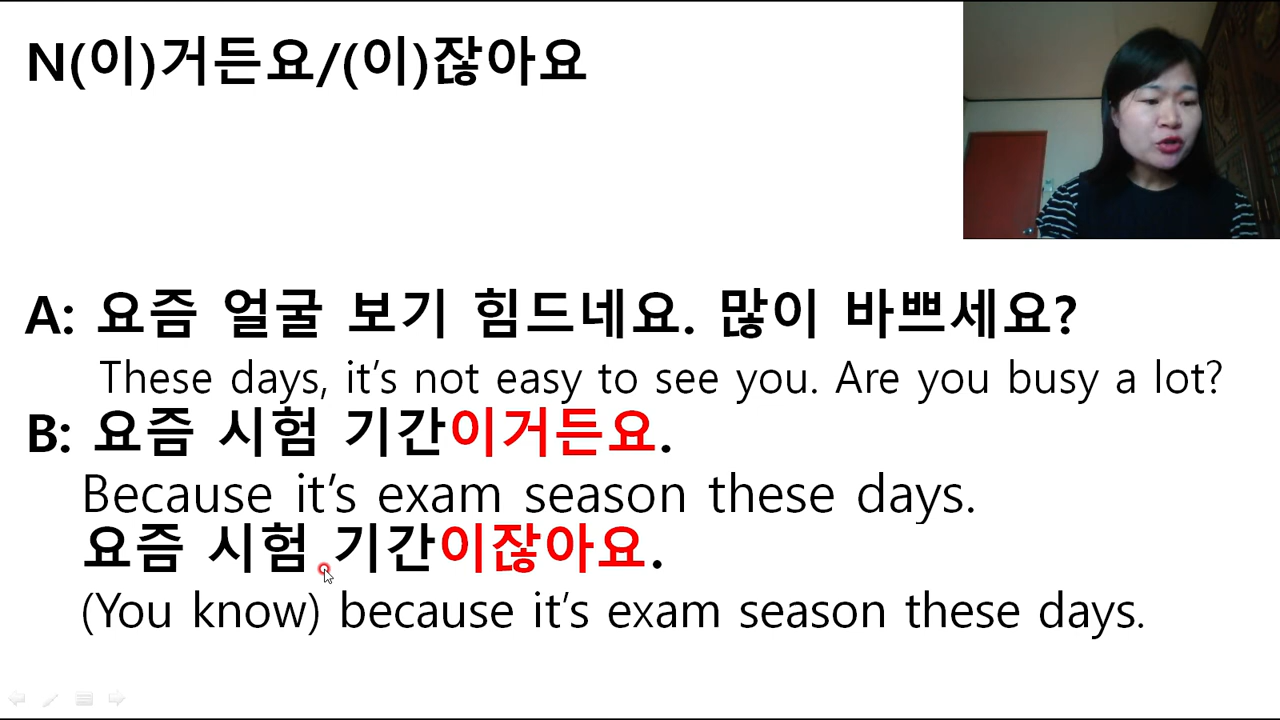 N(이)거든요/(이)잖아요
A: 요즘 얼굴 보기 힘드네요. 많이 바쁘세요?
These days, it’s not easy to see you. Are you busy a lot?
B: 요즘 시험 기간이거든요.
Because it’s exam season these days.
요즘 시험 기간이잖아요.
(You know) because it’s exam season these days.